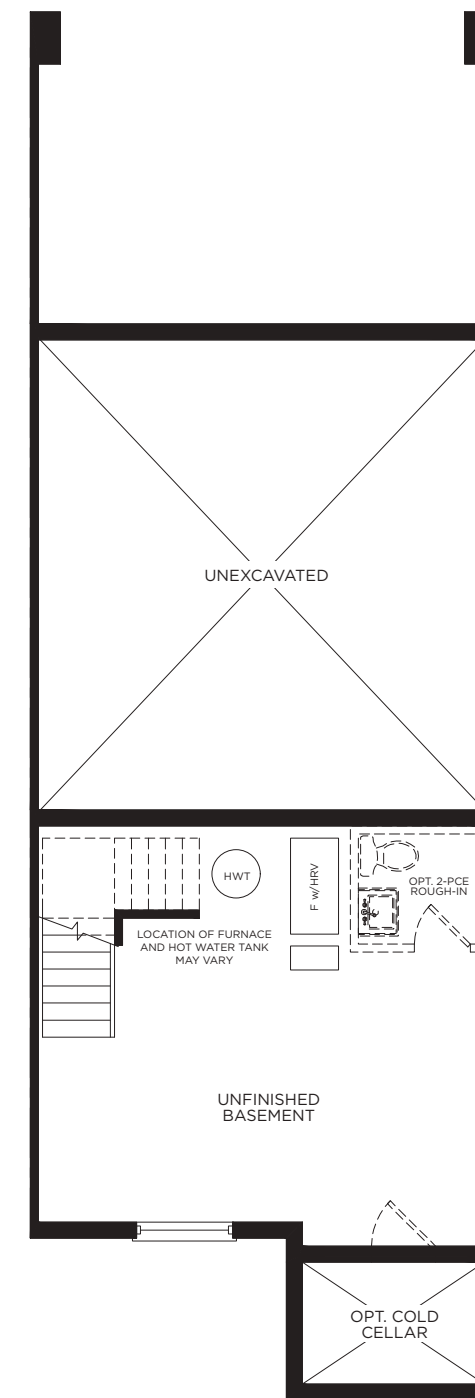 UNEXCAVATED
HWT
F W/HRV
OPT. 2-PCE
ROUGH-IN
LOCATION OF FURNACE
AND HOT WATER TANK
MAY VARY
UNFINISHED
BASEMENT
OPT. COLD
CELLAR